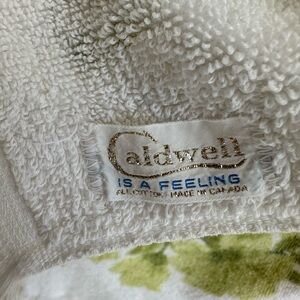 Caldwell
IS A FEELING
ALL COTTON MADE IN CANADA